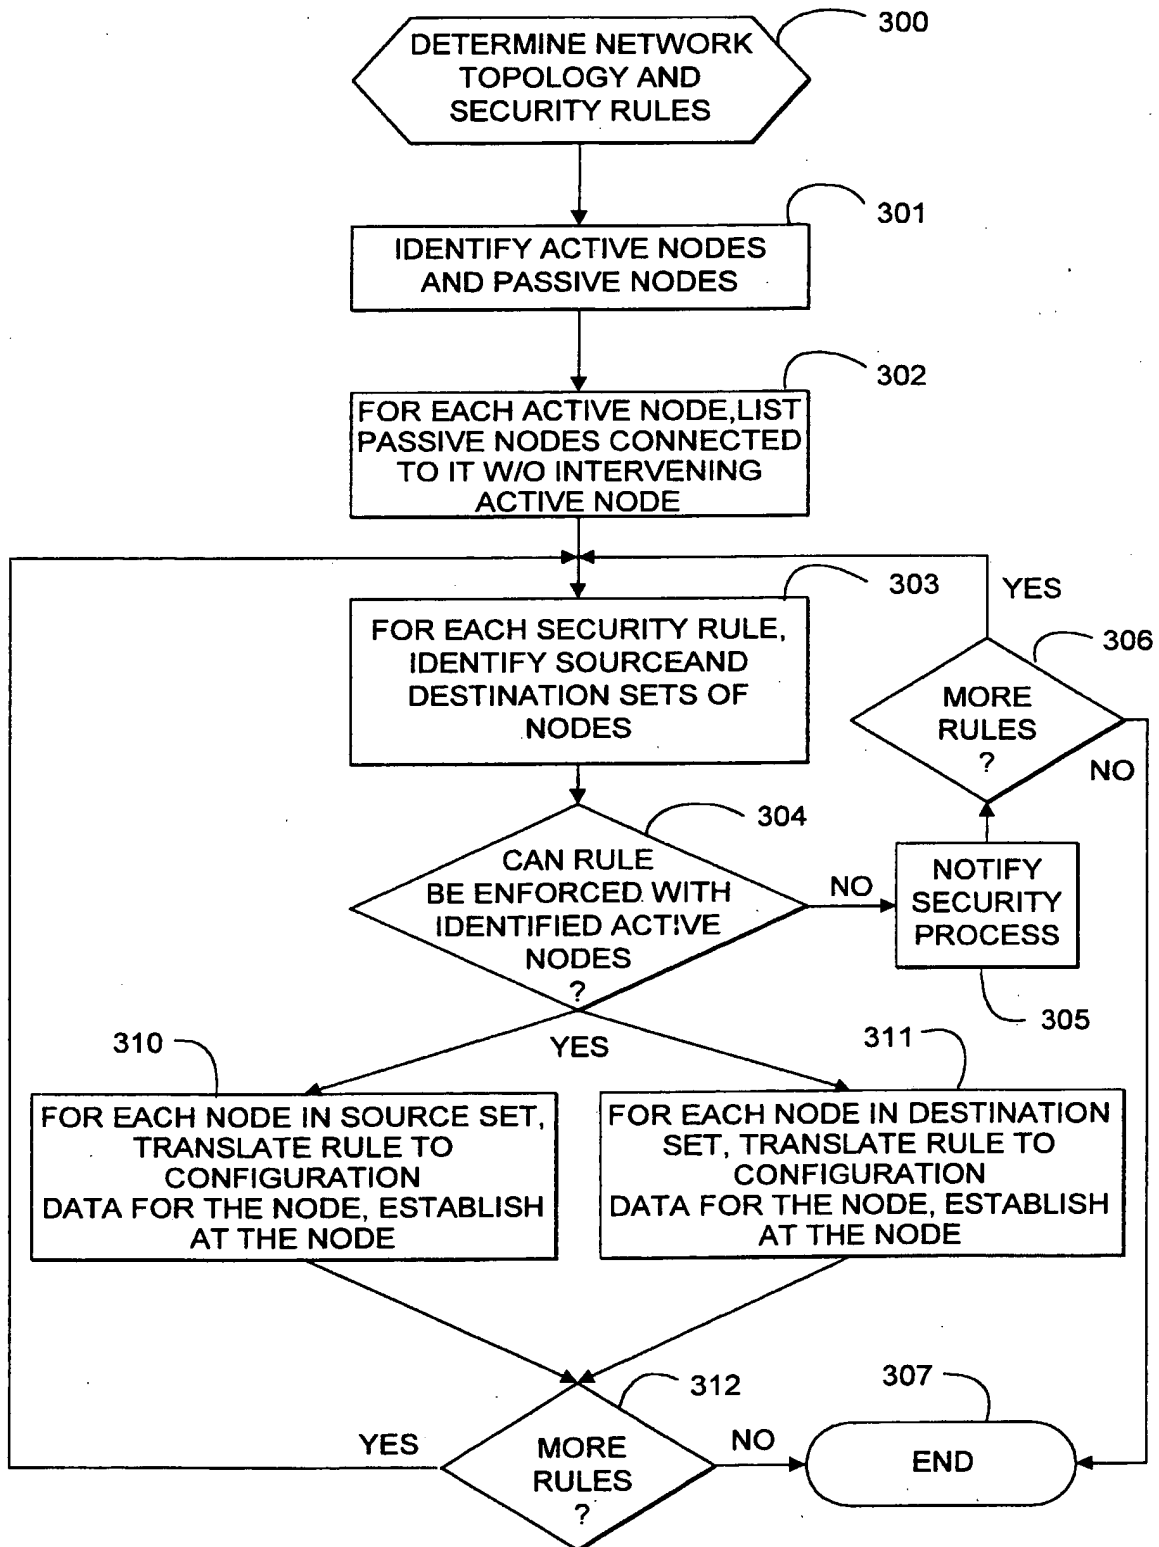 300
DETERMINE NETWORK
TOPOLOGY AND
SECURITY RULES
301
IDENTIFY ACTIVE NODES
AND PASSIVE NODES
302
FOR EACH ACTIVE NODE,LIST
PASSIVE NODES CONNECTED
TO IT W/O INTERVENING
ACTIVE NODE
303
FOR EACH SECURITY RULE,
IDENTIFY SOURCEAND
DESTINATION SETS OF
NODES
YES
306
MORE
RULES
?
NO
304
CAN RULE
BE ENFORCED WITH
IDENTIFIED ACTIVE
NODES
?
NO
NOTIFY
SECURITY
PROCESS
305
YES
310
FOR EACH NODE IN SOURCE SET,
TRANSLATE RULE TO
CONFIGURATION
DATA FOR THE NODE, ESTABLISH
AT THE NODE
311
FOR EACH NODE IN DESTINATION
SET, TRANSLATE RULE TO
CONFIGURATION
DATA FOR THE NODE, ESTABLISH
AT THE NODE
312
YES
MORE
RULES
?
NO
307
END